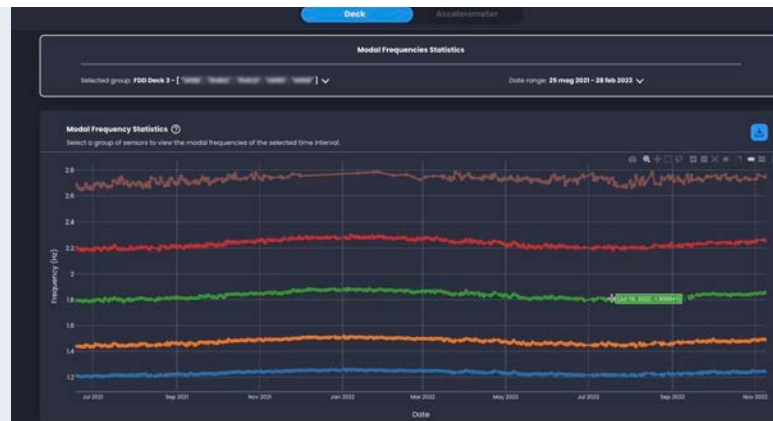 Deck Accelerometer
Modal Frequencies Statistics
Selected group: FDD Deck 3 - [ ]
Date range: 25 mag 2021 - 28 feb 2023
Modal Frequency Statistics ?
Select a group of sensors to view the modal frequencies of the selected time interval.
2.8
2.6
2.4
2.2
2
1.8
1.6
1.4
1.2
Frequency (Hz)
Jul 2021 Sep 2021 Nov 2021 Jan 2022 Mar 2022 May 2022 Jul 2022 Sep 2022 Nov 2022
Date